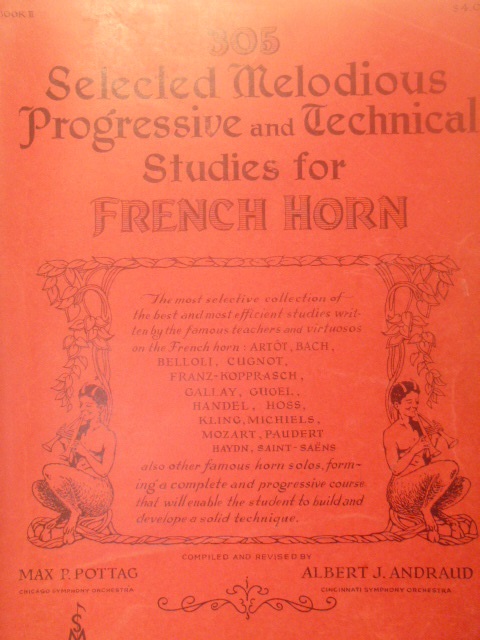 BOOK II
305
Selected Melodious
Progressive and Technical
Studies for
FRENCH HORN
The most selective collection of
the best and most efficient studies writ-
ten by the famous teachers and virtuosos
on the French horn: ARTOT, BACH,
BELLOLI, CUGNOT,
FRANZ-KOPPRASCH,
GALLAY, GUGEL,
HANDEL, HOSS,
KLING, MICHIELS,
MOZART, PAUDERT
HAYDN, SAINT-SAËNS
also other famous horn solos, form-
ing a complete and progressive course
that will enable the student to build and
develope a solid technique.
COMPILED AND REVISED BY
MAX P. POTTAG ALBERT J. ANDRAUD
CHICAGO SYMPHONY ORCHESTRA CINCINNATI SYMPHONY ORCHESTRA